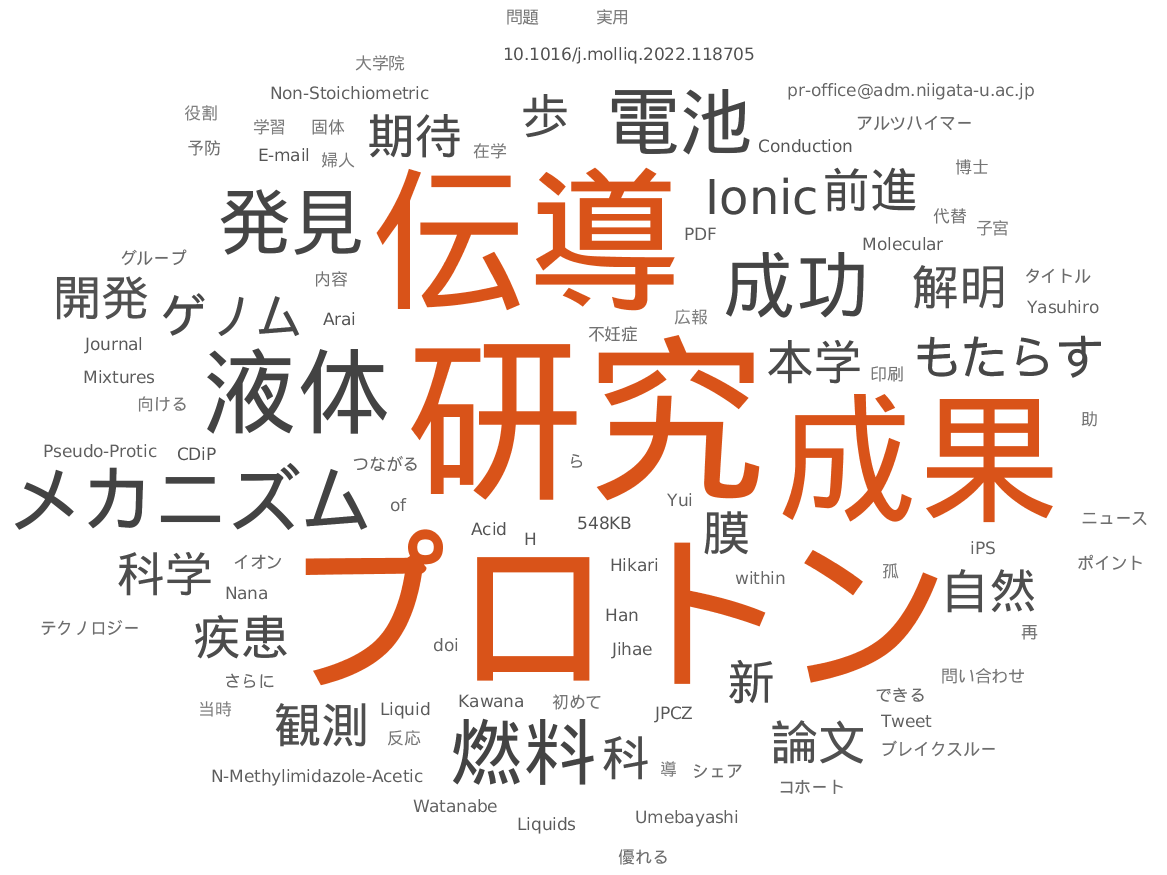 問題
実用
10.1016/j.molliq.2022.118705
大学院
Non-Stoichiometric
pr-office@adm.niigata-u.ac.jp
役割
歩
電池
学習
固体
期待
アルツハイマー
予防
E-mail
婦人
在学
Conduction
博士
伝導
発見
Ionic
前進
代替
子宮
PDF
Molecular
グループ
内容
成功
解明
タイトル
開発
ゲノム
Arai
広報
Yasuhiro
Journal
不妊症
液体
研究
本学
もたらす
Mixtures
印刷
向ける
成果
助
Pseudo-Protic
CDiP
つながる
ら
メカニズム
of
Yui
Acid
H
548KB
膜
ニュース
科学
イオン
プロトン
Hikari
within
孤
iPS
ポイント
Nana
自然
テクノロジー
疾患
doi
Han
Jihae
再
さらに
新
問い合わせ
当時
観測
Liquid
反応
Kawana
初めて
JPCZ
できる
Tweet
燃料
科
論文
ブレイクスルー
N-Methylimidazole-Acetic
導
シェア
コホート
Watanabe
Liquids
Umebayashi
優れる